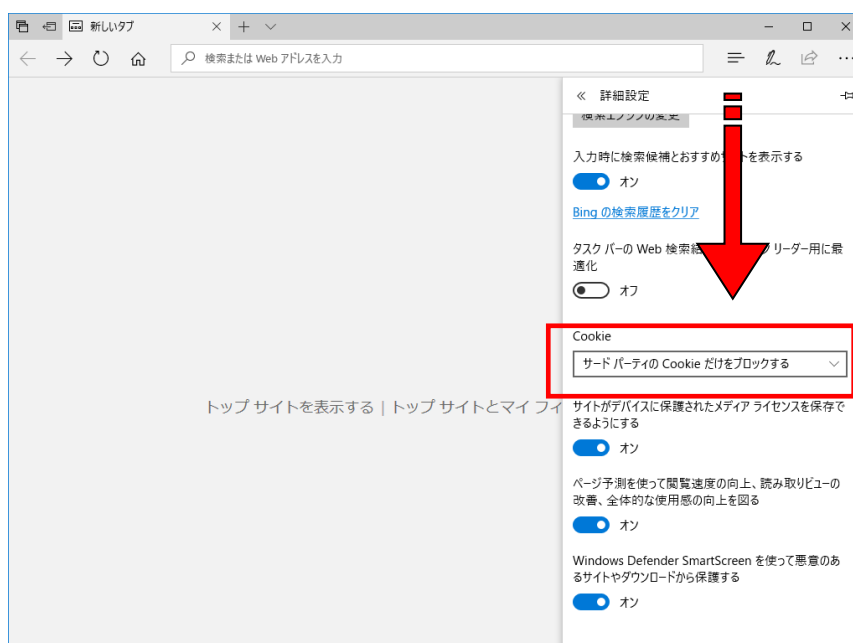 新しいタブ
検索または Web アドレスを入力
詳細設定
検索エンジンの変更
入力時に検索候補とおすすめ を表示する
オン
Bing の検索履歴をクリア
タスク バーの Web 検索結 リーダー用に最
適化
オフ
Cookie
サード パーティの Cookie だけをブロックする
トップ サイトを表示する | トップ サイトとマイ フィ
サイトがデバイスに保護されたメディア ライセンスを保存で
きるようにする
オン
ページ予測を使って閲覧速度の向上、読み取りビューの
改善、全体的な使用感の向上を図る
オン
Windows Defender SmartScreen を使って悪意のあ
るサイトやダウンロードから保護する
オン